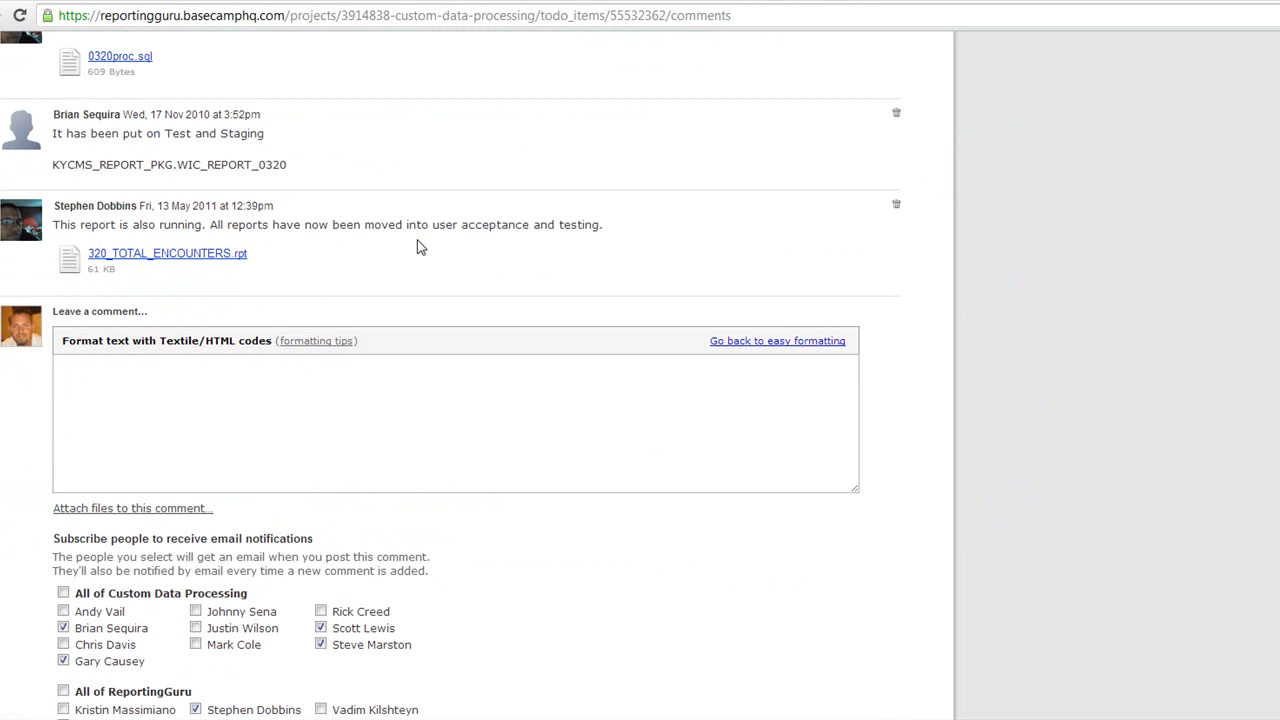 https://reportingguru.basecamphq.com/projects/3914838-custom-data-processing/todo_items/55532362/comments
0320proc.sql
609 Bytes
Brian Sequira Wed, 17 Nov 2010 at 3:52pm
It has been put on Test and Staging
KYCMS_REPORT_PKG.WIC_REPORT_0320
Stephen Dobbins Fri, 13 May 2011 at 12:39pm
This report is also running. All reports have now been moved into user acceptance and testing.
320_TOTAL_ENCOUNTERS.rpt
61 KB
Leave a comment...
Format text with Textile/HTML codes (formatting tips) Go back to easy formatting
Attach files to this comment...
Subscribe people to receive email notifications
The people you select will get an email when you post this comment.
They'll also be notified by email every time a new comment is added.
All of Custom Data Processing
Andy Vail Johnny Sena Rick Creed
Brian Sequira Justin Wilson Scott Lewis
Chris Davis Mark Cole Steve Marston
Gary Causey
All of ReportingGuru
Kristin Massimiano Stephen Dobbins Vadim Kilshteyn